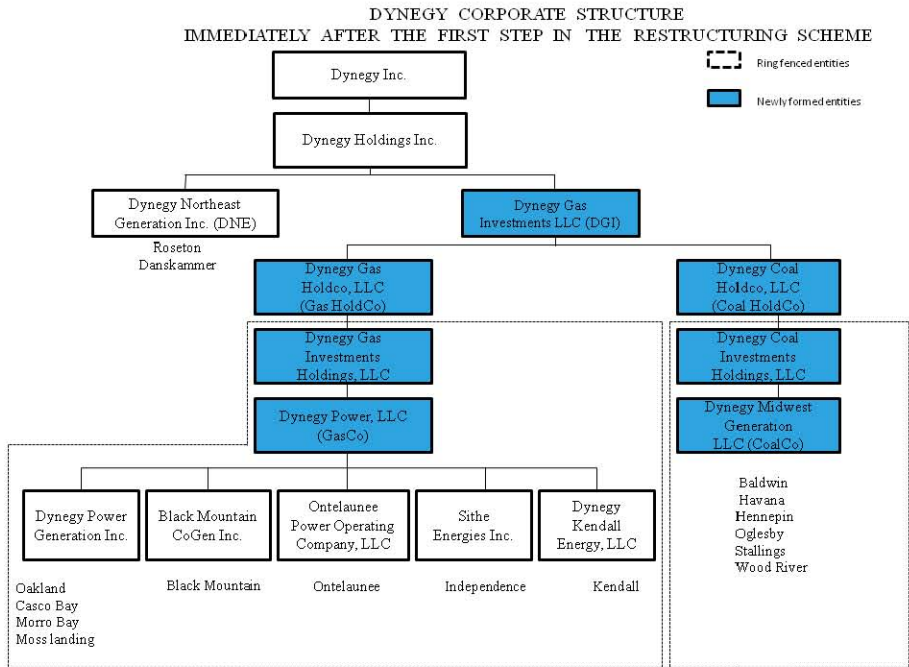 DYNEGY CORPORATE STRUCTURE
IMMEDIATELY AFTER THE FIRST STEP IN THE RESTRUCTURING SCHEME
Ring fenced entities
Newly formed entities
Dynegy Inc.
Dynegy Holdings Inc.
Dynegy Northeast
Generation Inc. (DNE)
Roseton
Danskammer
Dynegy Gas
Investments LLC (DGI)
Dynegy Gas
Holdco, LLC
(Gas HoldCo)
Dynegy Coal
Holdco, LLC
(Coal HoldCo)
Dynegy Gas
Investments
Holdings, LLC
Dynegy Coal
Investments
Holdings, LLC
Dynegy Power, LLC
(GasCo)
Dynegy Midwest
Generation
LLC (CoalCo)
Dynegy Power
Generation Inc.
Black Mountain
CoGen Inc.
Ontelaunee
Power Operating
Company, LLC
Sithe
Energies Inc.
Dynegy
Kendall
Energy, LLC
Oakland
Casco Bay
Morro Bay
Moss landing
Black Mountain
Ontelaunee
Independence
Kendall
Baldwin
Havana
Hennepin
Oglesby
Stallings
Wood River